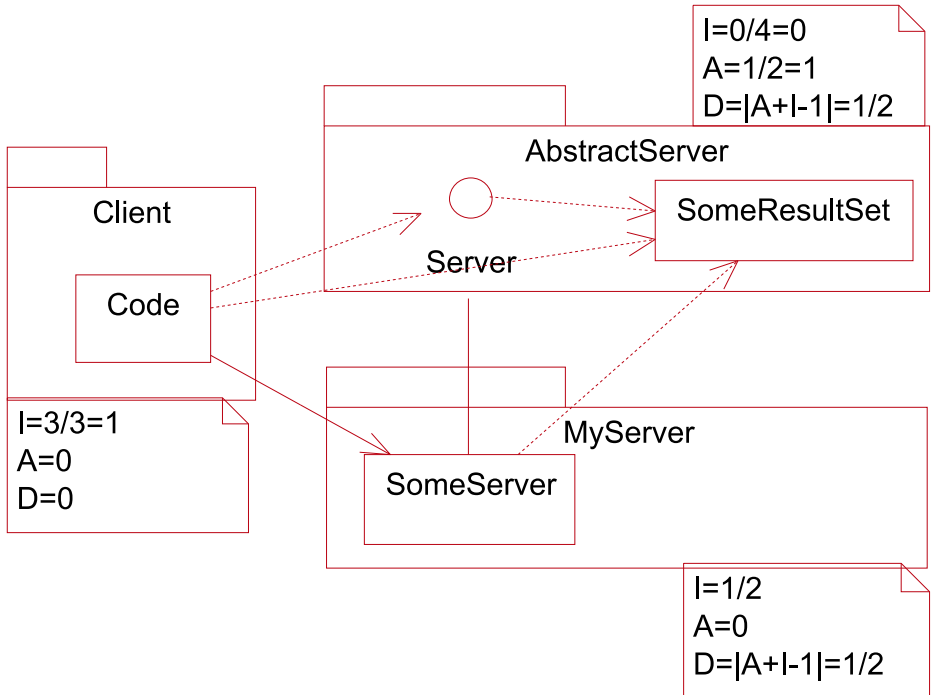 I=0/4=0
A=1/2=1
D=|A+I-1|=1/2
AbstractServer
Client
SomeResultSet
Server
Code
I=3/3=1
A=0
D=0
MyServer
SomeServer
I=1/2
A=0
D=|A+I-1|=1/2